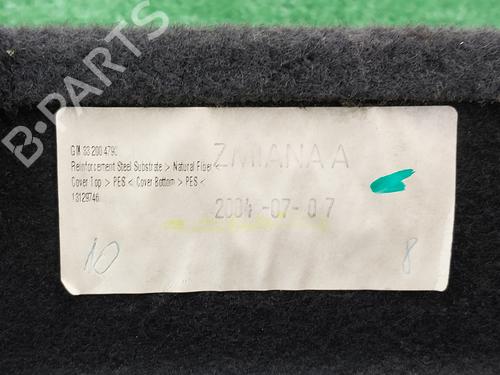 B-PARTS
GM 93 200 479
ZMIANA A
Reinforcement Steel Substrate > Natural Fiber <
Cover Top > PES < Cover Bottom > PES <
13129746
2004-07-07
10
8